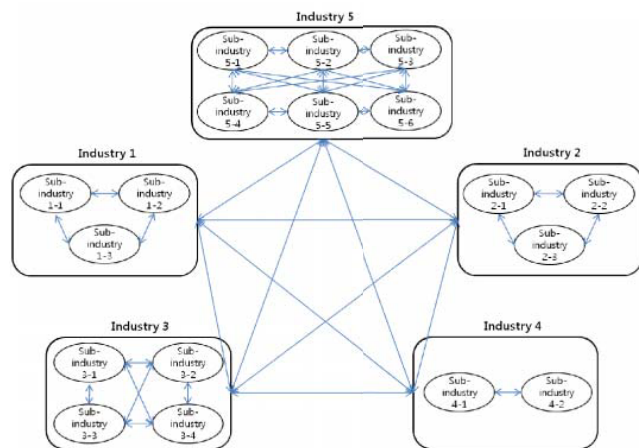 Industry 5
Sub-
industry
5-1
Sub-
industry
5-2
Sub-
industry
5-3
Sub-
industry
5-4
Sub-
industry
5-5
Sub-
industry
5-6
Industry 1
Sub-
industry
1-1
Sub-
industry
1-2
Sub-
industry
1-3
Industry 2
Sub-
industry
2-1
Sub-
industry
2-2
Sub-
industry
2-3
Industry 3
Sub-
industry
3-1
Sub-
industry
3-2
Sub-
industry
3-3
Sub-
industry
3-4
Industry 4
Sub-
industry
4-1
Sub-
industry
4-2